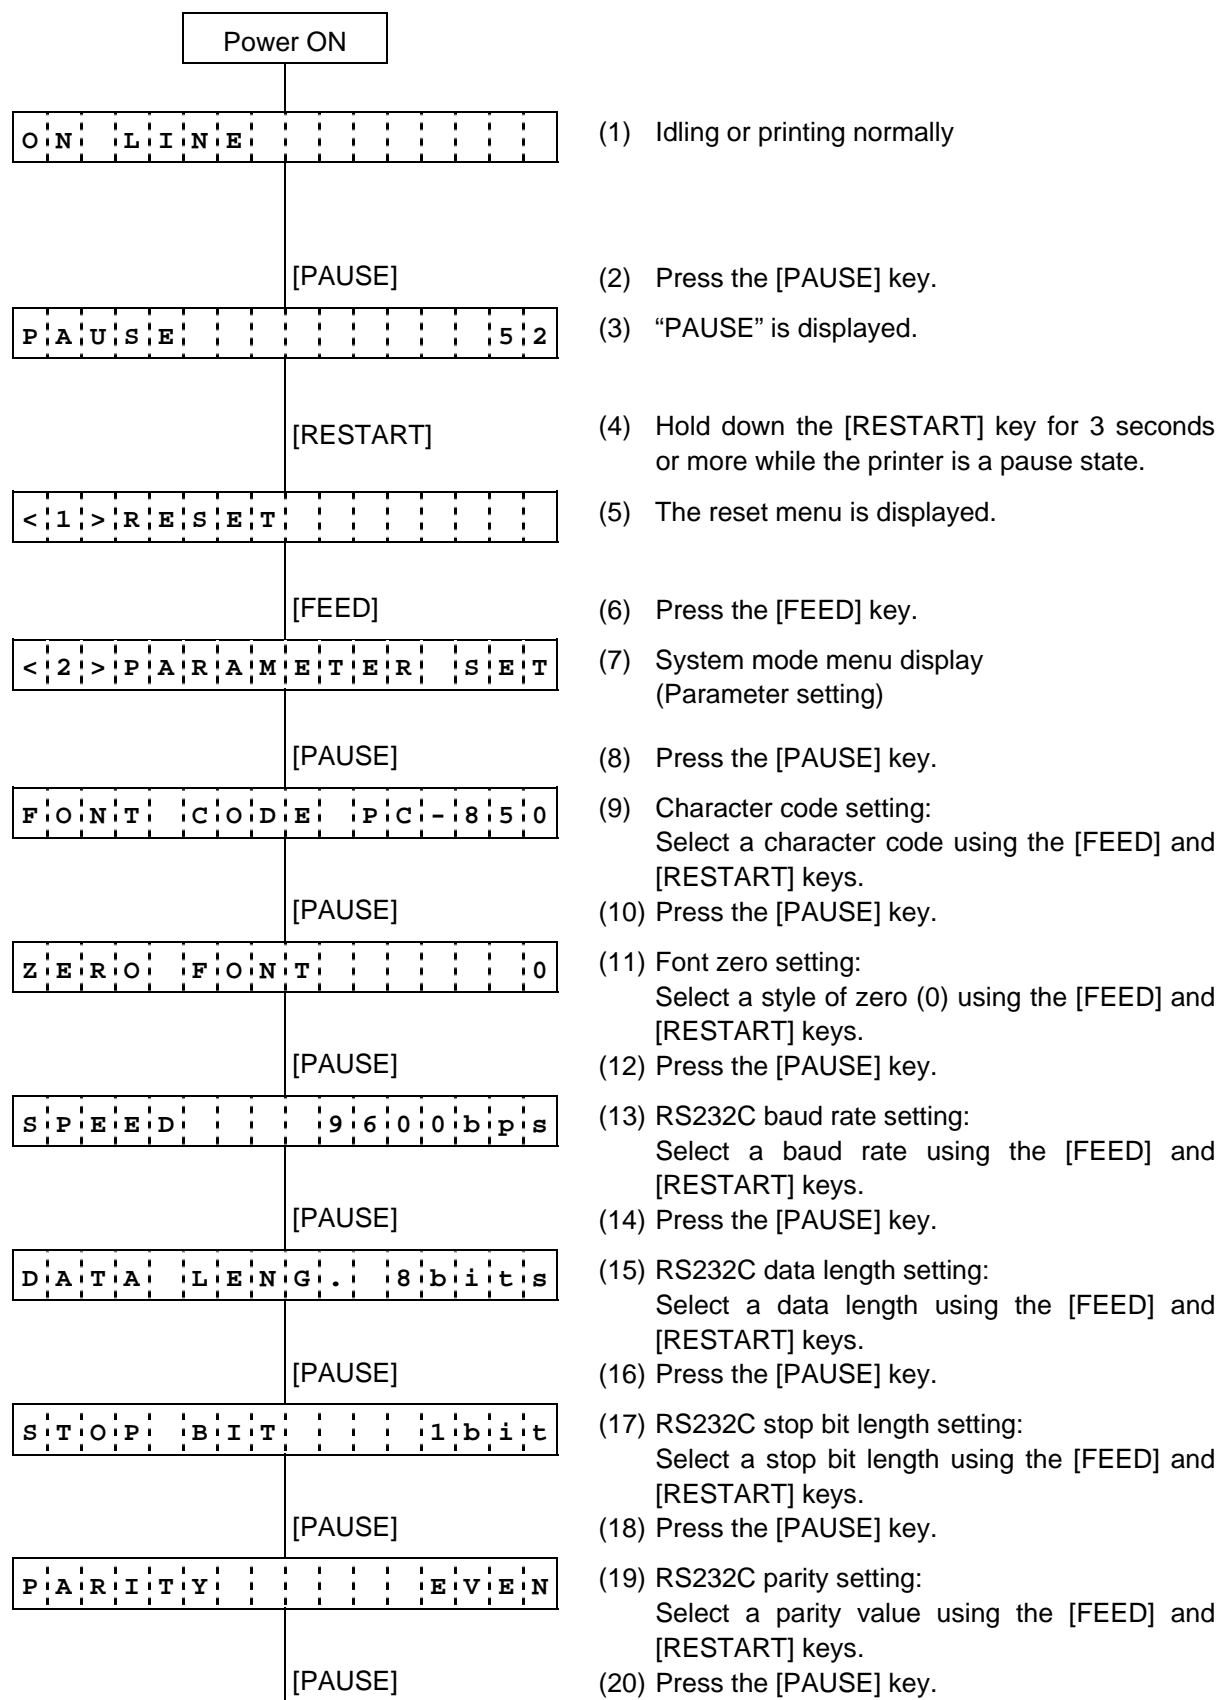 Power ON
ON LINE
(1) Idling or printing normally
[PAUSE]
(2) Press the [PAUSE] key.
PAUSE 52
(3) “PAUSE” is displayed.
[RESTART]
(4) Hold down the [RESTART] key for 3 seconds
or more while the printer is a pause state.
<1>RESET
(5) The reset menu is displayed.
[FEED]
(6) Press the [FEED] key.
<2>PARAMETER SET
(7) System mode menu display
(Parameter setting)
[PAUSE]
(8) Press the [PAUSE] key.
FONT CODE PC-850
(9) Character code setting:
Select a character code using the [FEED] and
[RESTART] keys.
[PAUSE]
(10) Press the [PAUSE] key.
ZERO FONT 0
(11) Font zero setting:
Select a style of zero (0) using the [FEED] and
[RESTART] keys.
[PAUSE]
(12) Press the [PAUSE] key.
SPEED 9600bps
(13) RS232C baud rate setting:
Select a baud rate using the [FEED] and
[RESTART] keys.
[PAUSE]
(14) Press the [PAUSE] key.
DATA LENG. 8bits
(15) RS232C data length setting:
Select a data length using the [FEED] and
[RESTART] keys.
[PAUSE]
(16) Press the [PAUSE] key.
STOP BIT 1bit
(17) RS232C stop bit length setting:
Select a stop bit length using the [FEED] and
[RESTART] keys.
[PAUSE]
(18) Press the [PAUSE] key.
PARITY EVEN
(19) RS232C parity setting:
Select a parity value using the [FEED] and
[RESTART] keys.
[PAUSE]
(20) Press the [PAUSE] key.